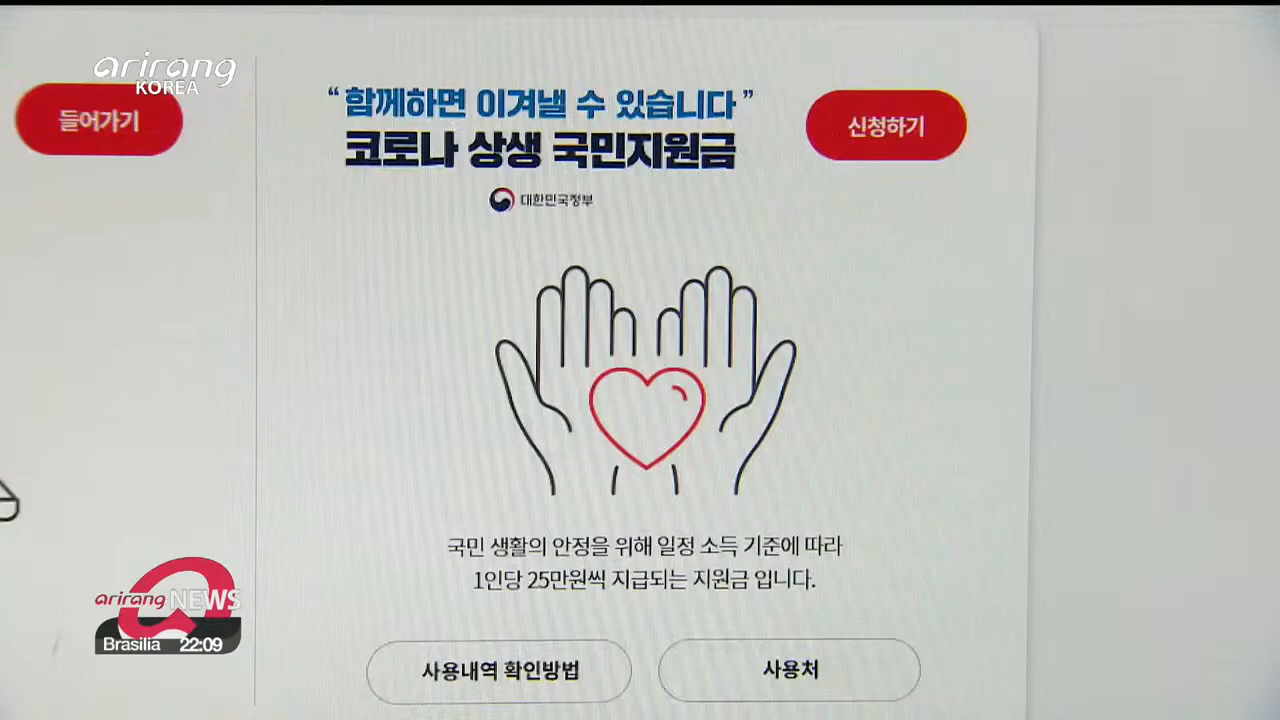 arirang
KOREA
들어가기
“ 함께하면 이겨낼 수 있습니다 ”
코로나 상생 국민지원금
신청하기
대한민국정부
국민 생활의 안정을 위해 일정 소득 기준에 따라
1인당 25만원씩 지급되는 지원금 입니다.
arirang NEWS
Brasilia 22:09
사용내역 확인방법
사용처